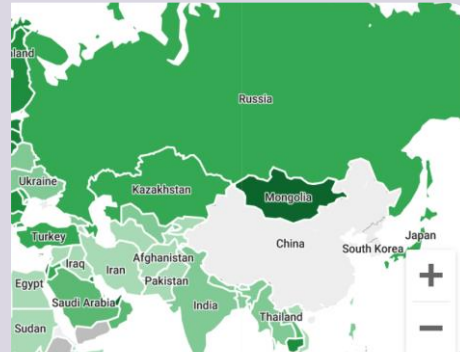 land
Russia
Ukraine
Kazakhstan
Mongolia
Turkey
Japan
China
South Korea
Iraq
Iran
Afghanistan
Egypt
Pakistan
Saudi Arabia
India
Thailand
Sudan
+
−